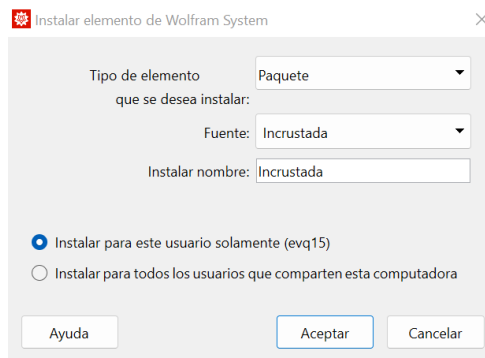 Instalar elemento de Wolfram System
Tipo de elemento
que se desea instalar:
Paquete
Fuente:
Incrustada
Instalar nombre:
Incrustada
Instalar para este usuario solamente (evq15)
Instalar para todos los usuarios que comparten esta computadora
Ayuda
Aceptar
Cancelar